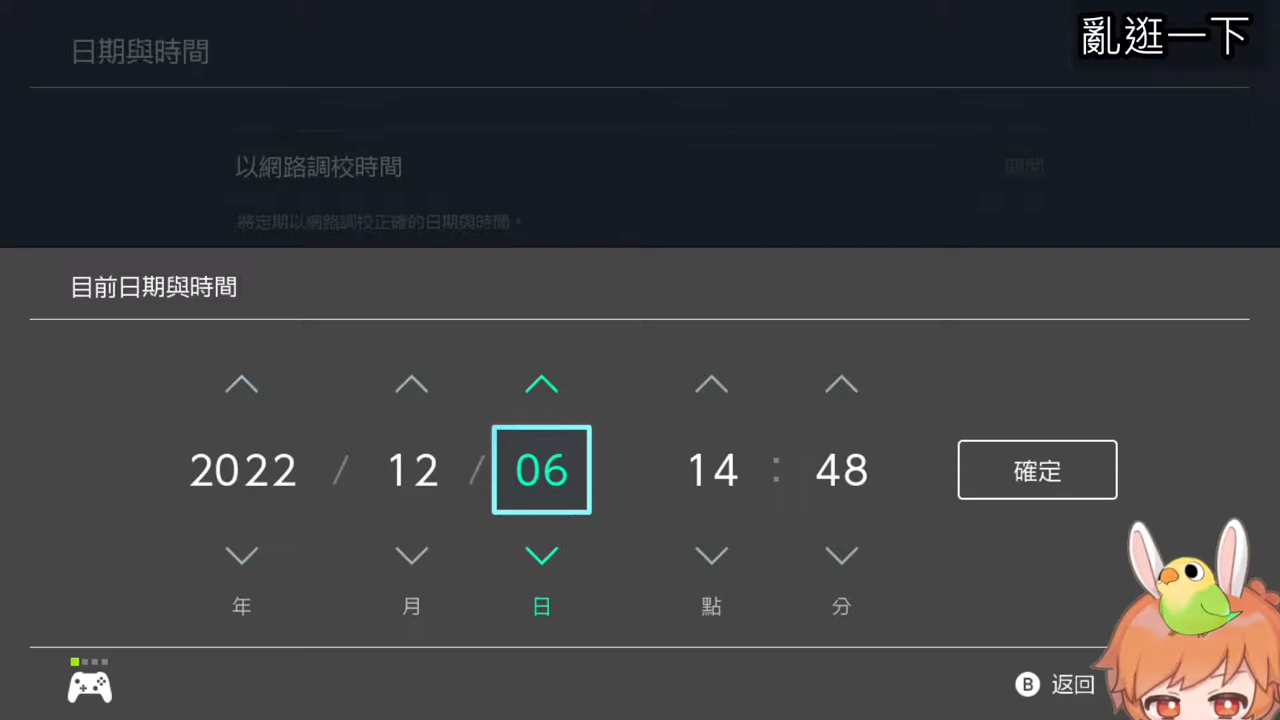 日期與時間
亂逛一下
以網路調校時間
關閉
將定期以網路調校正確的日期與時間。
目前日期與時間
2022 / 12 / 06 14 : 48 確定
年 月 日 點 分
B 返回